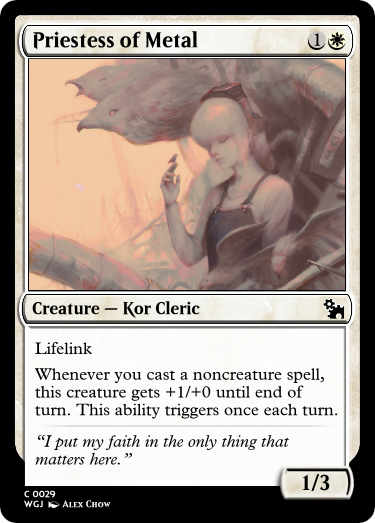 Priestess of Metal 1
Creature — Kor Cleric
Lifelink
Whenever you cast a noncreature spell,
this creature gets +1/+0 until end of
turn. This ability triggers once each turn.
“I put my faith in the only thing that
matters here.”
1/3
C 0029
WGJ Alex Chow